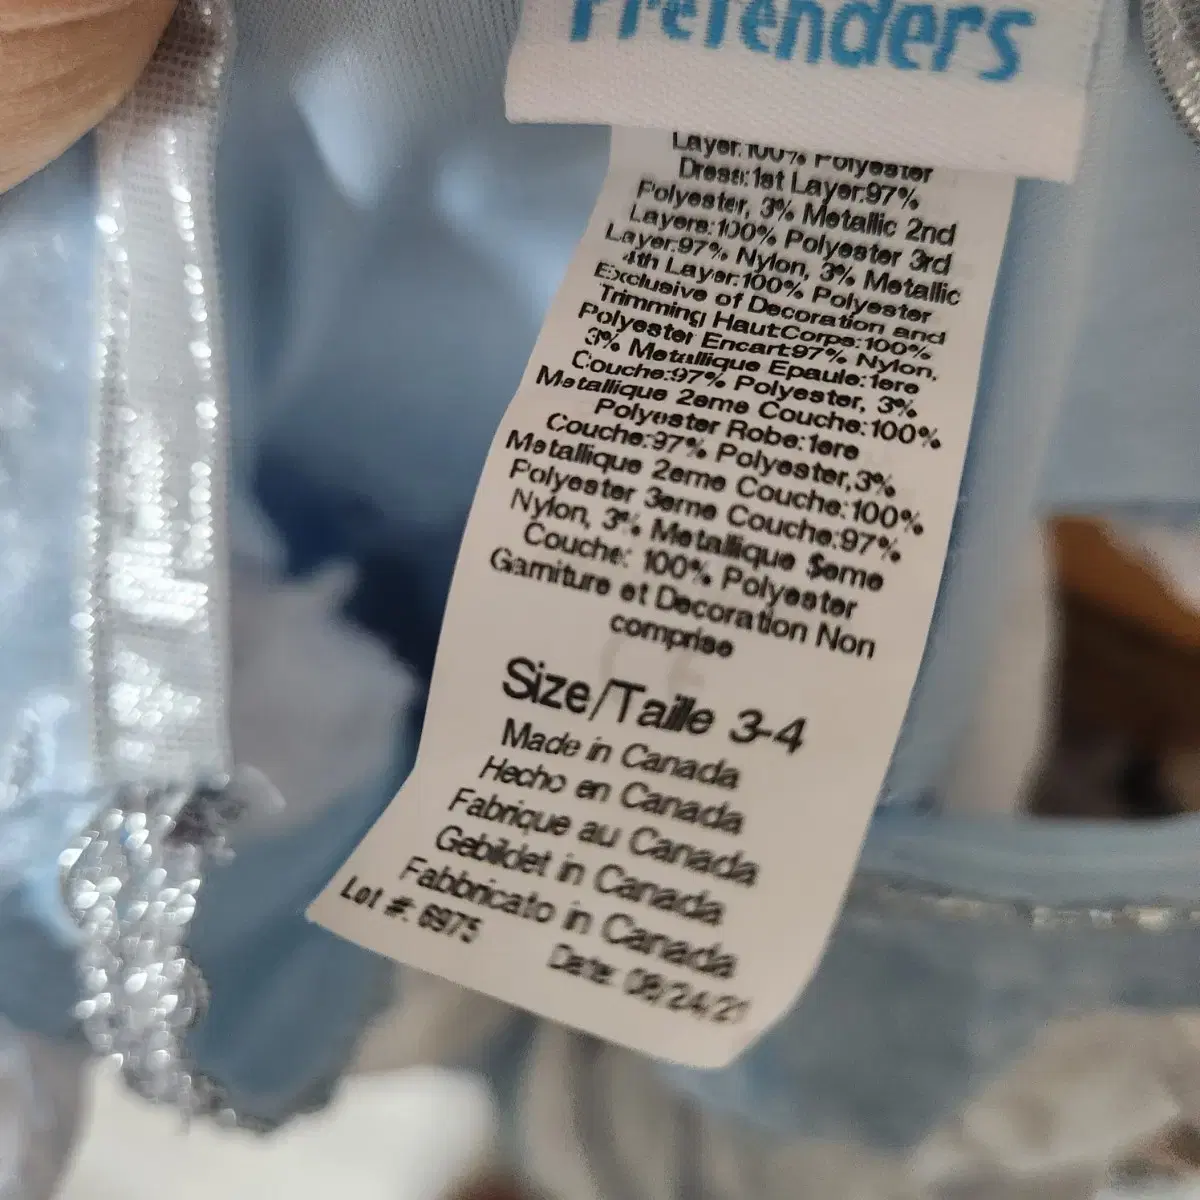 Pretenders
Layer:100% Polyester
Dress:1st Layer:97%
Polyester, 3% Metallic 2nd
Layers:100% Polyester 3rd
Layer:97% Nylon, 3% Metallic
4th Layer:100% Polyester
Exclusive of Decoration and
Trimming Haut:Corps:100%
Polyester Encart:97% Nylon,
3% Metallique Epaule:1ere
Couche:97% Polyester, 3%
Metallique 2eme Couche:100%
Polyester Robe:1ere
Couche:97% Polyester,3%
Metallique 2eme Couche:100%
Polyester 3eme Couche:97%
Nylon, 3% Metallique $eme
Couche: 100% Polyester
Garniture et Decoration Non
comprise
Size/Taille 3-4
Made in Canada
Hecho en Canada
Fabrique au Canada
Gebildet in Canada
Fabbricato in Canada
Lot #: 6975
Date: 08/24/21